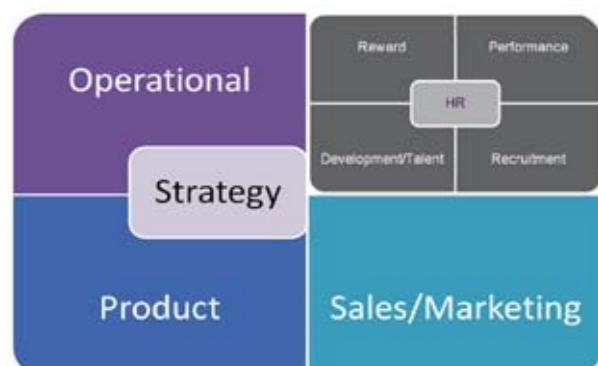 Operational
Reward
Performance
HR
Development/Talent
Recruitment
Strategy
Product
Sales/Marketing